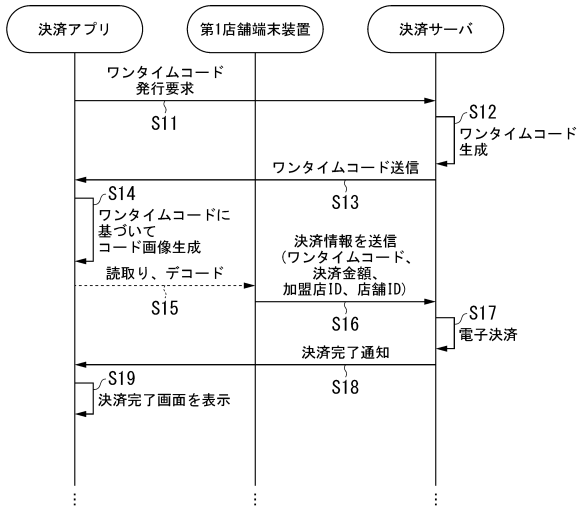 決済アプリ
第1店舗端末装置
決済サーバ
ワンタイムコード
発行要求
S11
S12
ワンタイムコード
生成
ワンタイムコード送信
S13
S14
ワンタイムコードに
基づいて
コード画像生成
読取り、デコード
S15
決済情報を送信
(ワンタイムコード、
決済金額、
加盟店ID、店舗ID)
S16
S17
電子決済
決済完了通知
S18
S19
決済完了画面を表示